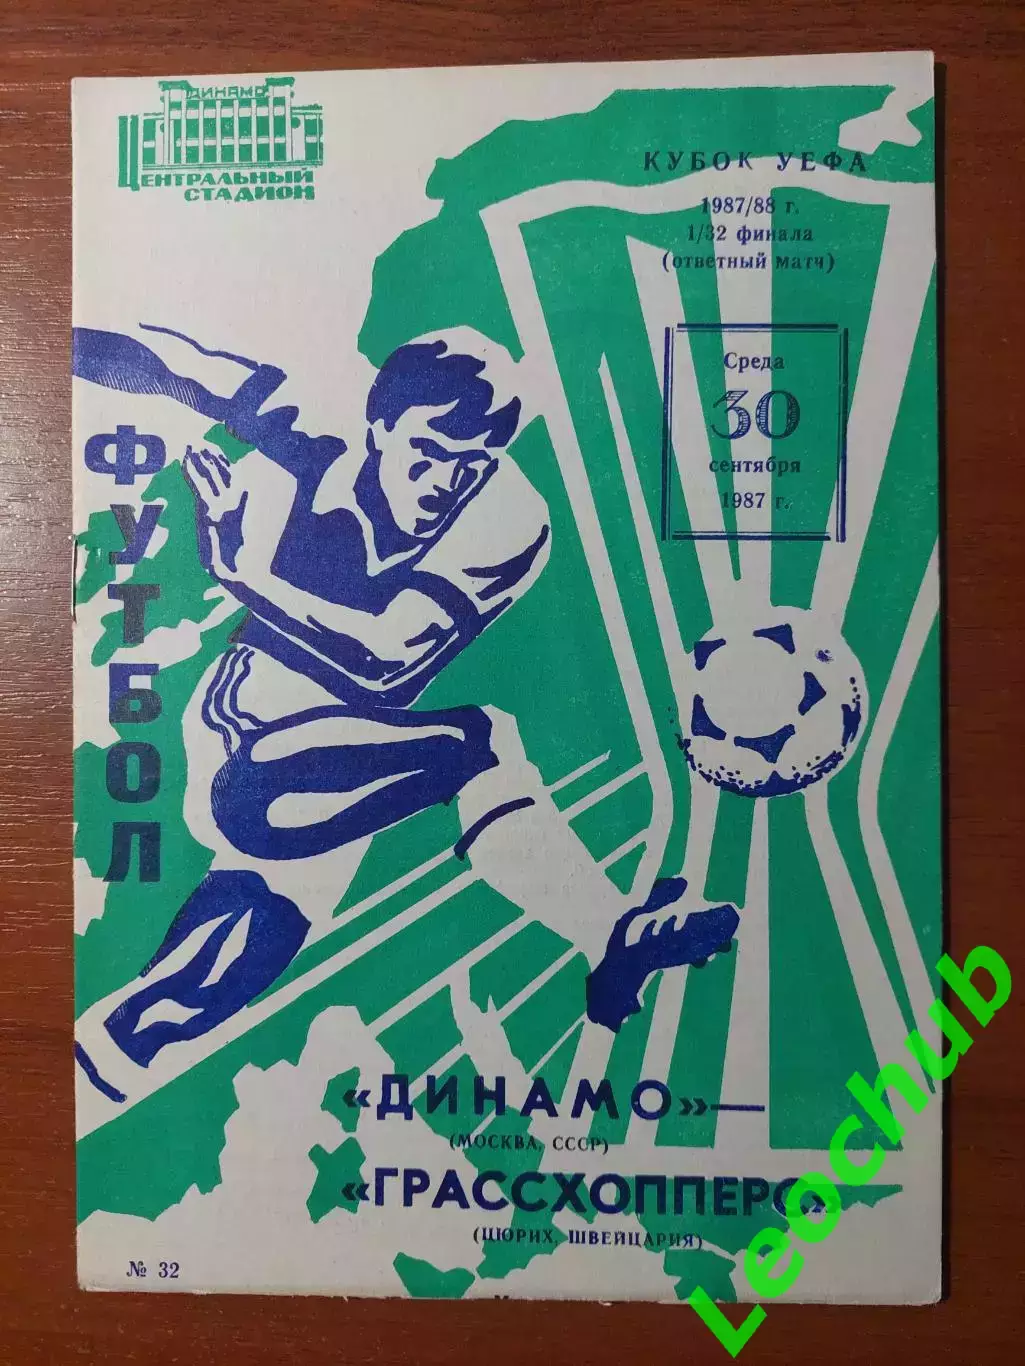 ДИНАМО
ЦЕНТРАЛЬНЫЙ
СТАДИОН
КУБОК УЕФА
1987/88 г.
1/32 финала
(ответный матч)
Среда
30
сентября
1987 г.
ФУТБОЛ
«ДИНАМО»—
(МОСКВА, СССР)
«ГРАССХОППЕРС»
(ЦЮРИХ, ШВЕЙЦАРИЯ)
№ 32
Leochub